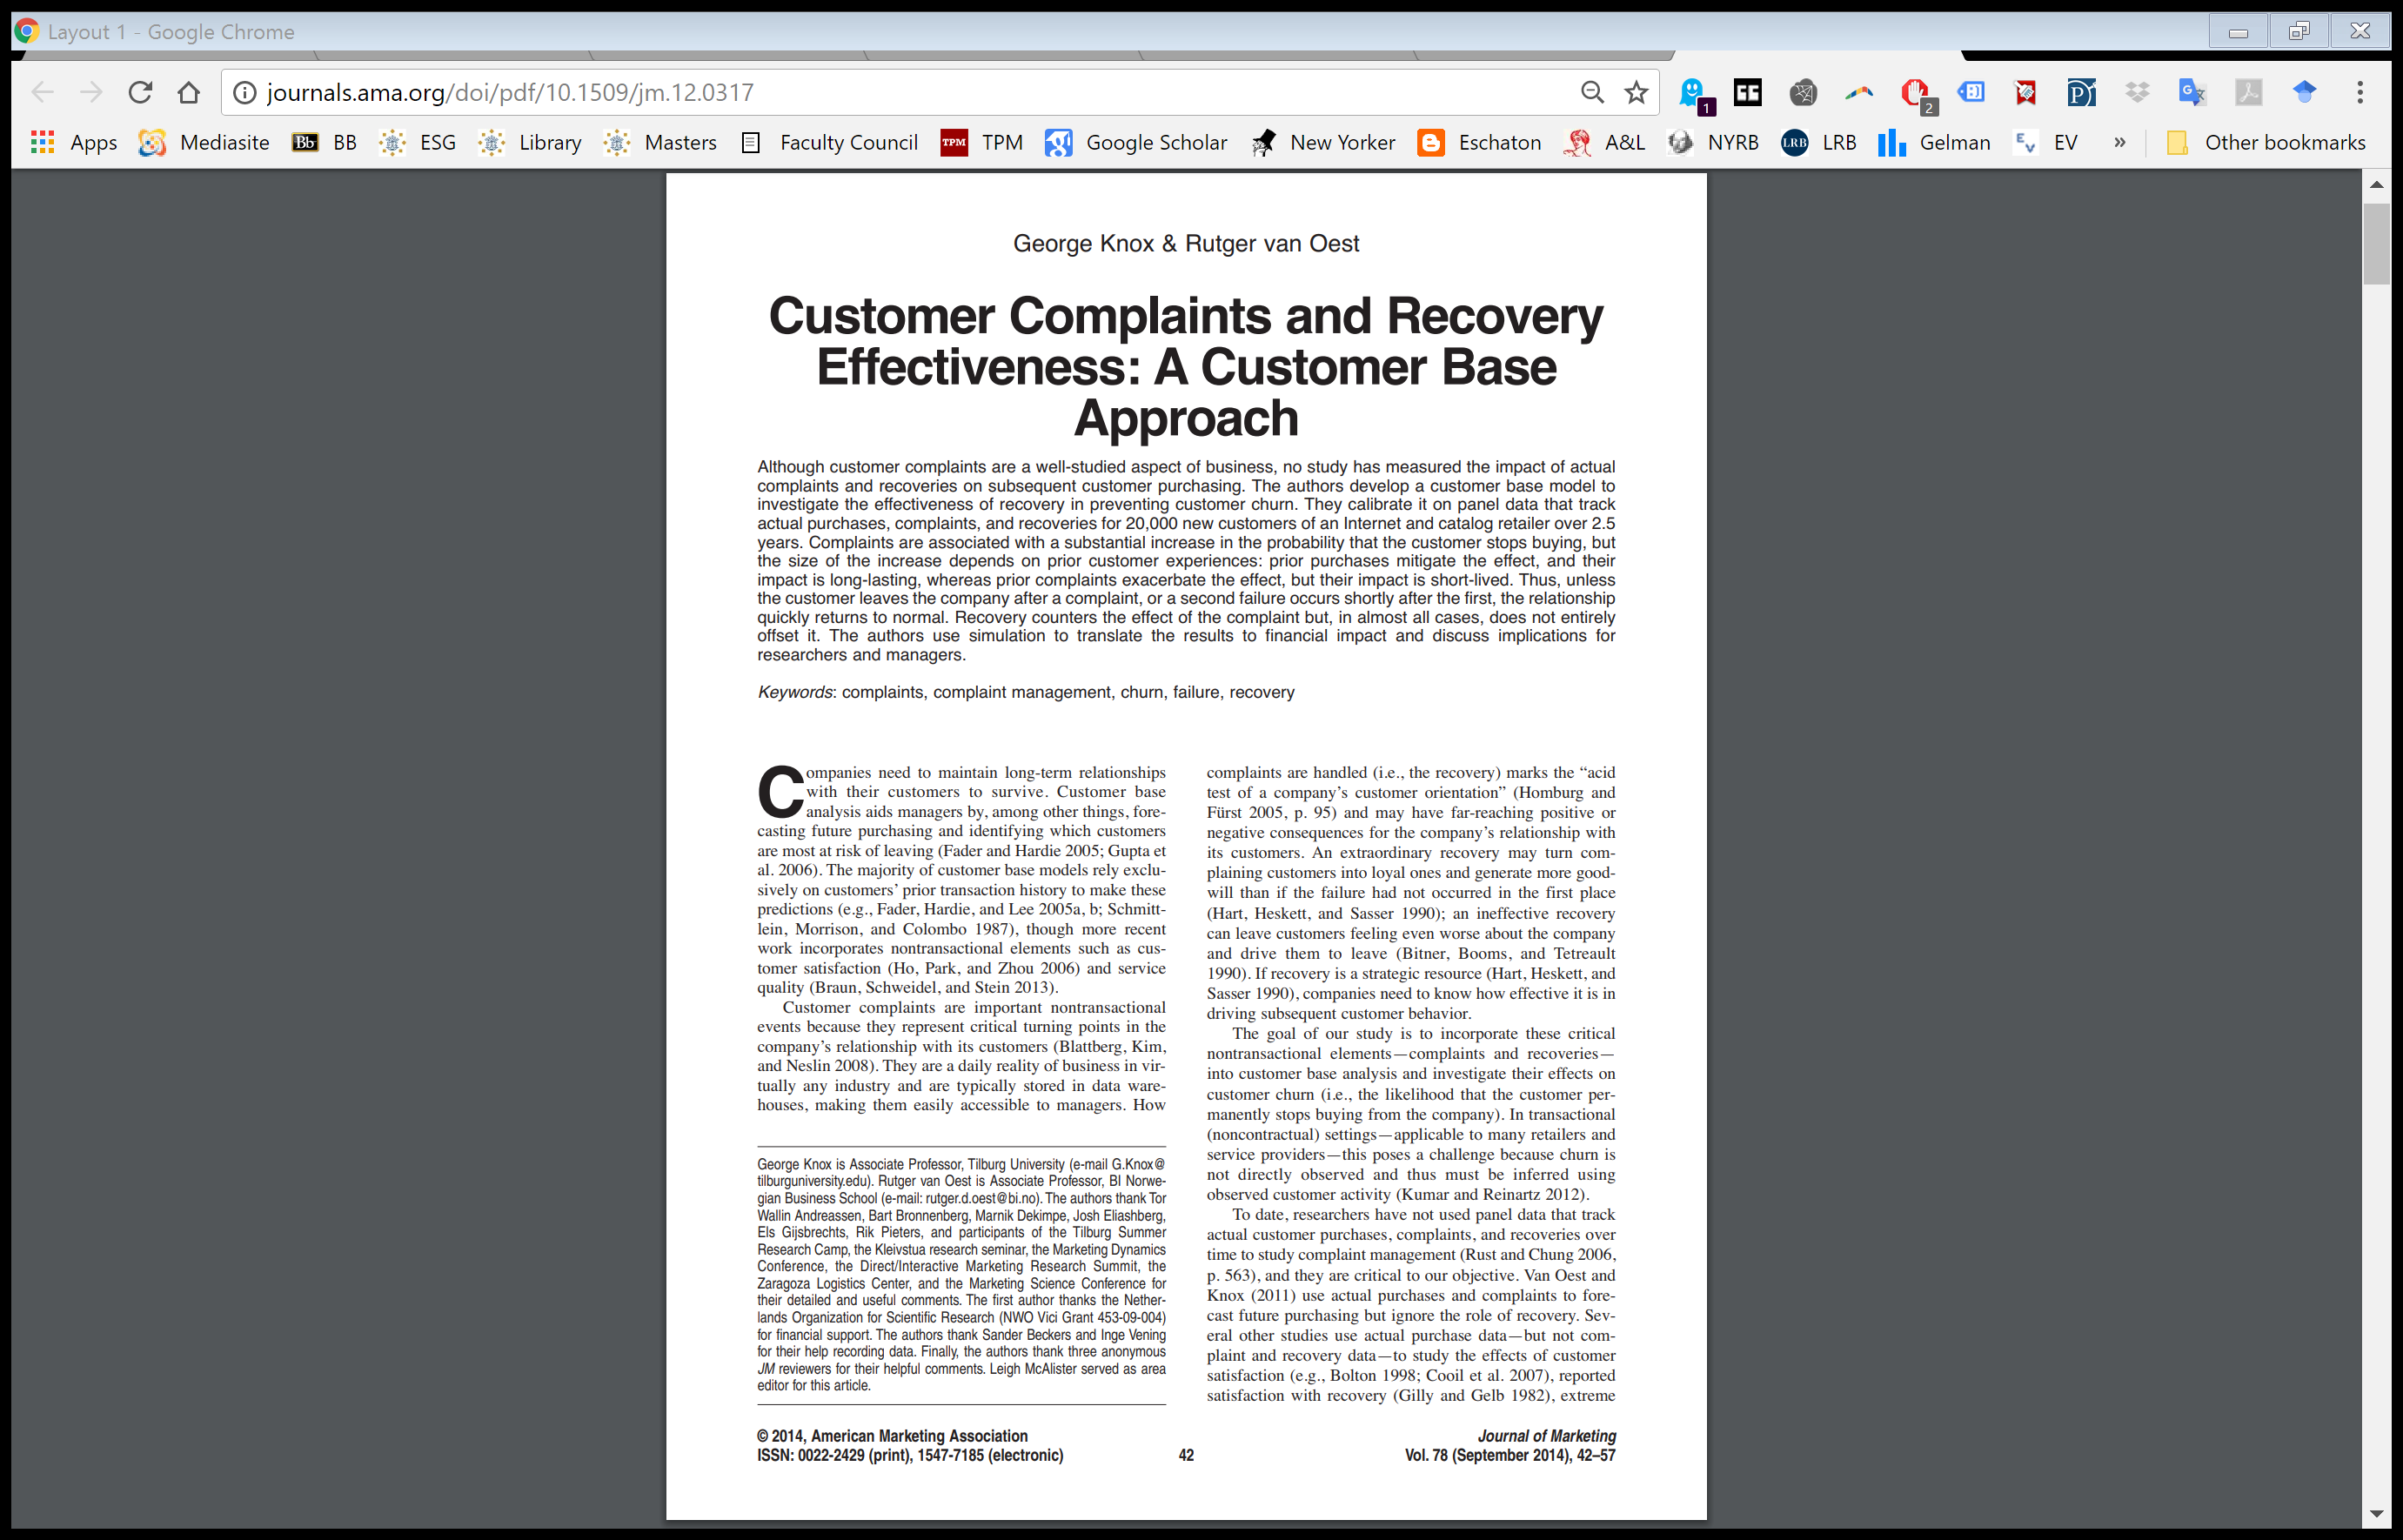 Layout 1 - Google Chrome
journals.ama.org/doi/pdf/10.1509/jm.12.0317
1
2
Apps Mediasite Bb BB ESG Library Masters Faculty Council TPM TPM Google Scholar New Yorker Eschaton A&L NYRB LRB LRB Gelman EV EV » Other bookmarks
George Knox & Rutger van Oest
Customer Complaints and Recovery
Effectiveness: A Customer Base
Approach
Although customer complaints are a well-studied aspect of business, no study has measured the impact of actual
complaints and recoveries on subsequent customer purchasing. The authors develop a customer base model to
investigate the effectiveness of recovery in preventing customer churn. They calibrate it on panel data that track
actual purchases, complaints, and recoveries for 20,000 new customers of an Internet and catalog retailer over 2.5
years. Complaints are associated with a substantial increase in the probability that the customer stops buying, but
the size of the increase depends on prior customer experiences: prior purchases mitigate the effect, and their
impact is long-lasting, whereas prior complaints exacerbate the effect, but their impact is short-lived. Thus, unless
the customer leaves the company after a complaint, or a second failure occurs shortly after the first, the relationship
quickly returns to normal. Recovery counters the effect of the complaint but, in almost all cases, does not entirely
offset it. The authors use simulation to translate the results to financial impact and discuss implications for
researchers and managers.
Keywords: complaints, complaint management, churn, failure, recovery
Companies need to maintain long-term relationships
with their customers to survive. Customer base
analysis aids managers by, among other things, fore-
casting future purchasing and identifying which customers
are most at risk of leaving (Fader and Hardie 2005; Gupta et
al. 2006). The majority of customer base models rely exclu-
sively on customers' prior transaction history to make these
predictions (e.g., Fader, Hardie, and Lee 2005a, b; Schmitt-
lein, Morrison, and Colombo 1987), though more recent
work incorporates nontransactional elements such as cus-
tomer satisfaction (Ho, Park, and Zhou 2006) and service
quality (Braun, Schweidel, and Stein 2013).
Customer complaints are important nontransactional
events because they represent critical turning points in the
company's relationship with its customers (Blattberg, Kim,
and Neslin 2008). They are a daily reality of business in vir-
tually any industry and are typically stored in data ware-
houses, making them easily accessible to managers. How
George Knox is Associate Professor, Tilburg University (e-mail G.Knox@
tilburguniversity.edu). Rutger van Oest is Associate Professor, BI Norwe-
gian Business School (e-mail: rutger.d.oest@bi.no). The authors thank Tor
Wallin Andreassen, Bart Bronnenberg, Marnik Dekimpe, Josh Eliashberg,
Els Gijsbrechts, Rik Pieters, and participants of the Tilburg Summer
Research Camp, the Kleivstua research seminar, the Marketing Dynamics
Conference, the Direct/Interactive Marketing Research Summit, the
Zaragoza Logistics Center, and the Marketing Science Conference for
their detailed and useful comments. The first author thanks the Nether-
lands Organization for Scientific Research (NWO Vici Grant 453-09-004)
for financial support. The authors thank Sander Beckers and Inge Vening
for their help recording data. Finally, the authors thank three anonymous
JM reviewers for their helpful comments. Leigh McAlister served as area
editor for this article.
complaints are handled (i.e., the recovery) marks the “acid
test of a company's customer orientation” (Homburg and
Fürst 2005, p. 95) and may have far-reaching positive or
negative consequences for the company's relationship with
its customers. An extraordinary recovery may turn com-
plaining customers into loyal ones and generate more good-
will than if the failure had not occurred in the first place
(Hart, Heskett, and Sasser 1990); an ineffective recovery
can leave customers feeling even worse about the company
and drive them to leave (Bitner, Booms, and Tetreault
1990). If recovery is a strategic resource (Hart, Heskett, and
Sasser 1990), companies need to know how effective it is in
driving subsequent customer behavior.
The goal of our study is to incorporate these critical
nontransactional elements—complaints and recoveries—
into customer base analysis and investigate their effects on
customer churn (i.e., the likelihood that the customer per-
manently stops buying from the company). In transactional
(noncontractual) settings—applicable to many retailers and
service providers—this poses a challenge because churn is
not directly observed and thus must be inferred using
observed customer activity (Kumar and Reinartz 2012).
To date, researchers have not used panel data that track
actual customer purchases, complaints, and recoveries over
time to study complaint management (Rust and Chung 2006,
p. 563), and they are critical to our objective. Van Oest and
Knox (2011) use actual purchases and complaints to fore-
cast future purchasing but ignore the role of recovery. Sev-
eral other studies use actual purchase data—but not com-
plaint and recovery data—to study the effects of customer
satisfaction (e.g., Bolton 1998; Cooil et al. 2007), reported
satisfaction with recovery (Gilly and Gelb 1982), extreme
© 2014, American Marketing Association
ISSN: 0022-2429 (print), 1547-7185 (electronic)
42
Journal of Marketing
Vol. 78 (September 2014), 42–57